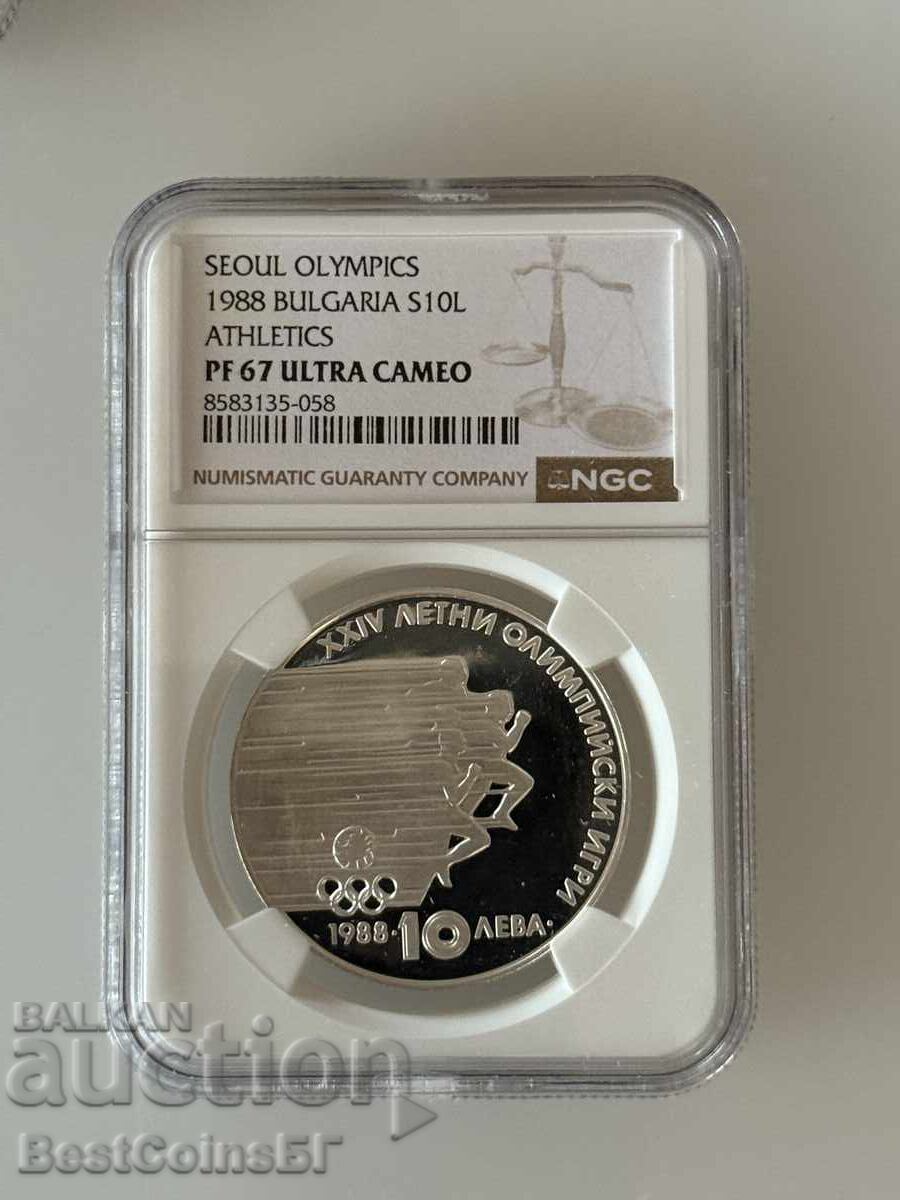 SEOUL OLYMPICS
1988 BULGARIA S10L
ATHLETICS
PF 67 ULTRA CAMEO
8583135-058
NUMISMATIC GUARANTY COMPANY
NGC
XXIV ЛЕТНИ ОЛИМПИЙСКИ ИГРИ
1988·10 ЛЕВА·
BALKAN
auction
BestCoinsБГ